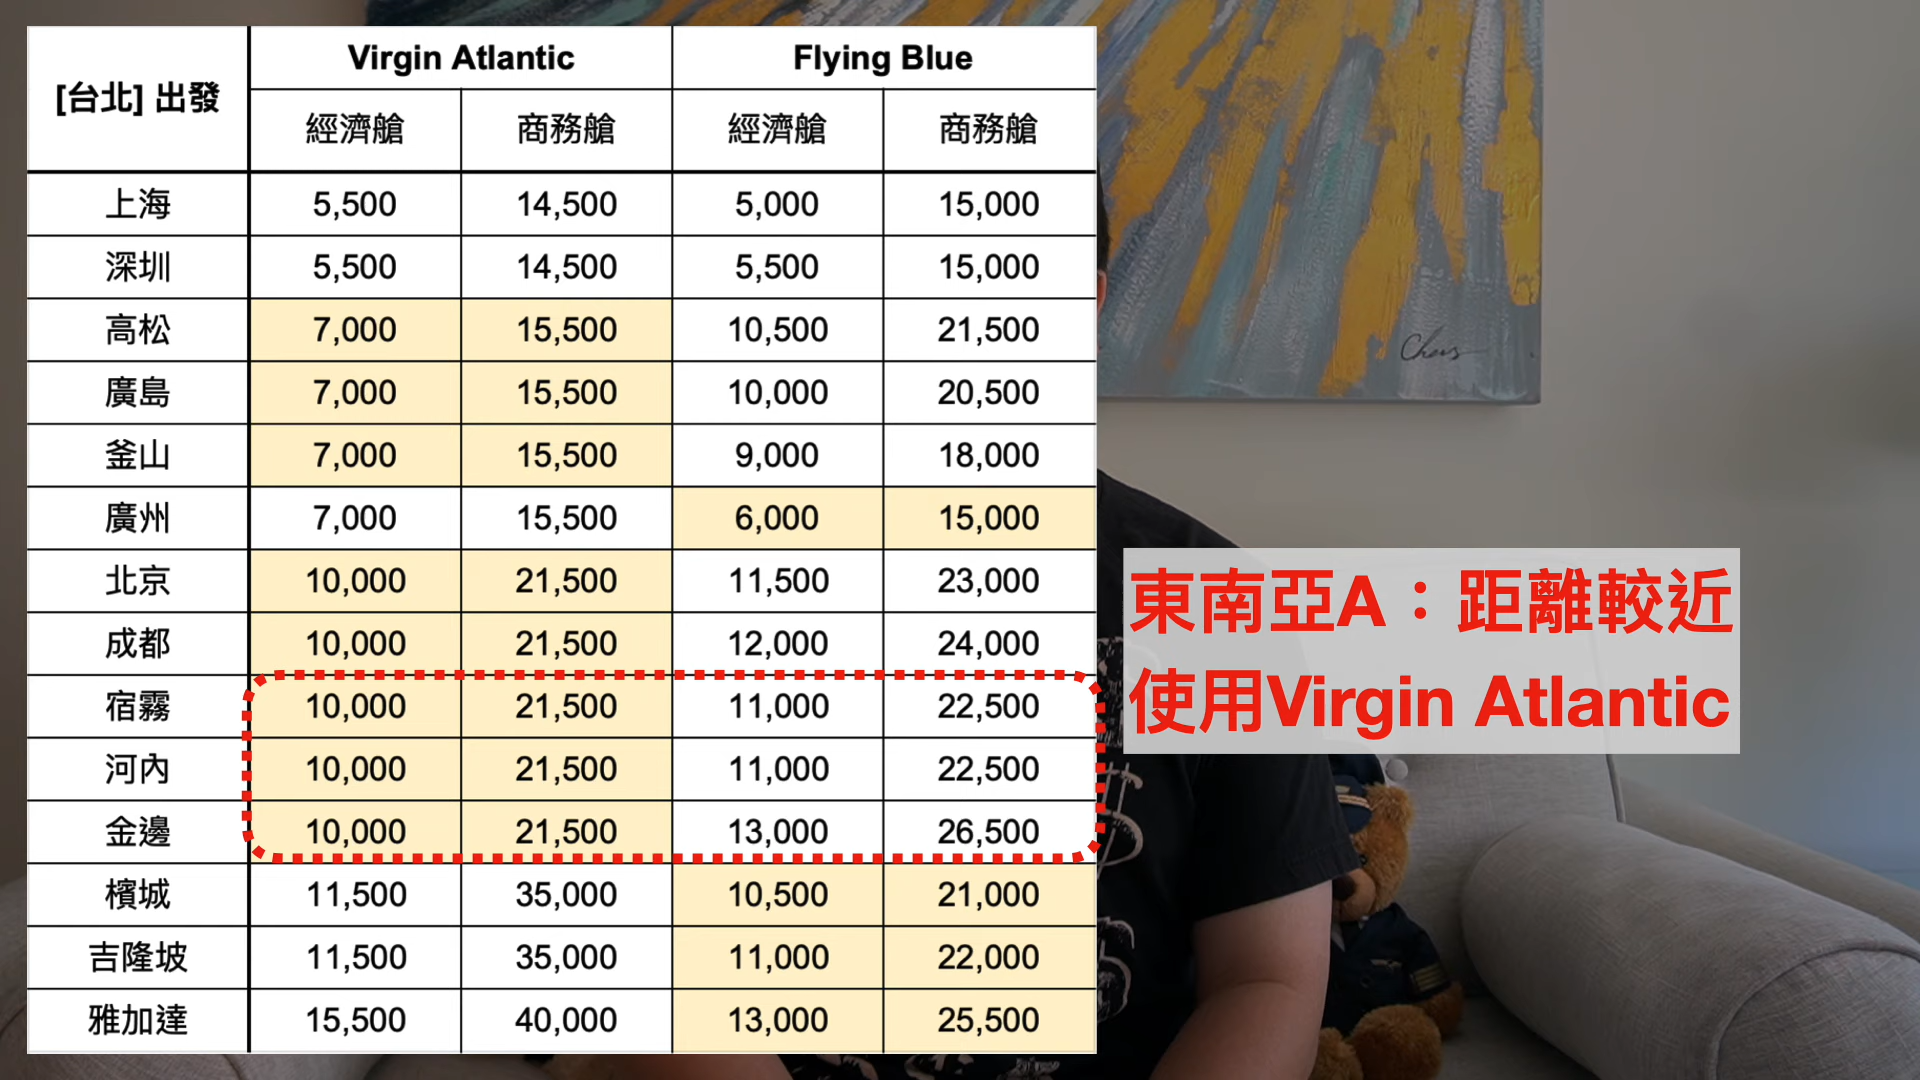 [台北] 出發 Virgin Atlantic Flying Blue
經濟艙 商務艙 經濟艙 商務艙
上海 5,500 14,500 5,000 15,000
深圳 5,500 14,500 5,500 15,000
高松 7,000 15,500 10,500 21,500
廣島 7,000 15,500 10,000 20,500
釜山 7,000 15,500 9,000 18,000
廣州 7,000 15,500 6,000 15,000
北京 10,000 21,500 11,500 23,000
成都 10,000 21,500 12,000 24,000
宿霧 10,000 21,500 11,000 22,500
河內 10,000 21,500 11,000 22,500
金邊 10,000 21,500 13,000 26,500
檳城 11,500 35,000 10,500 21,000
吉隆坡 11,500 35,000 11,000 22,000
雅加達 15,500 40,000 13,000 25,500
東南亞A：距離較近
使用Virgin Atlantic